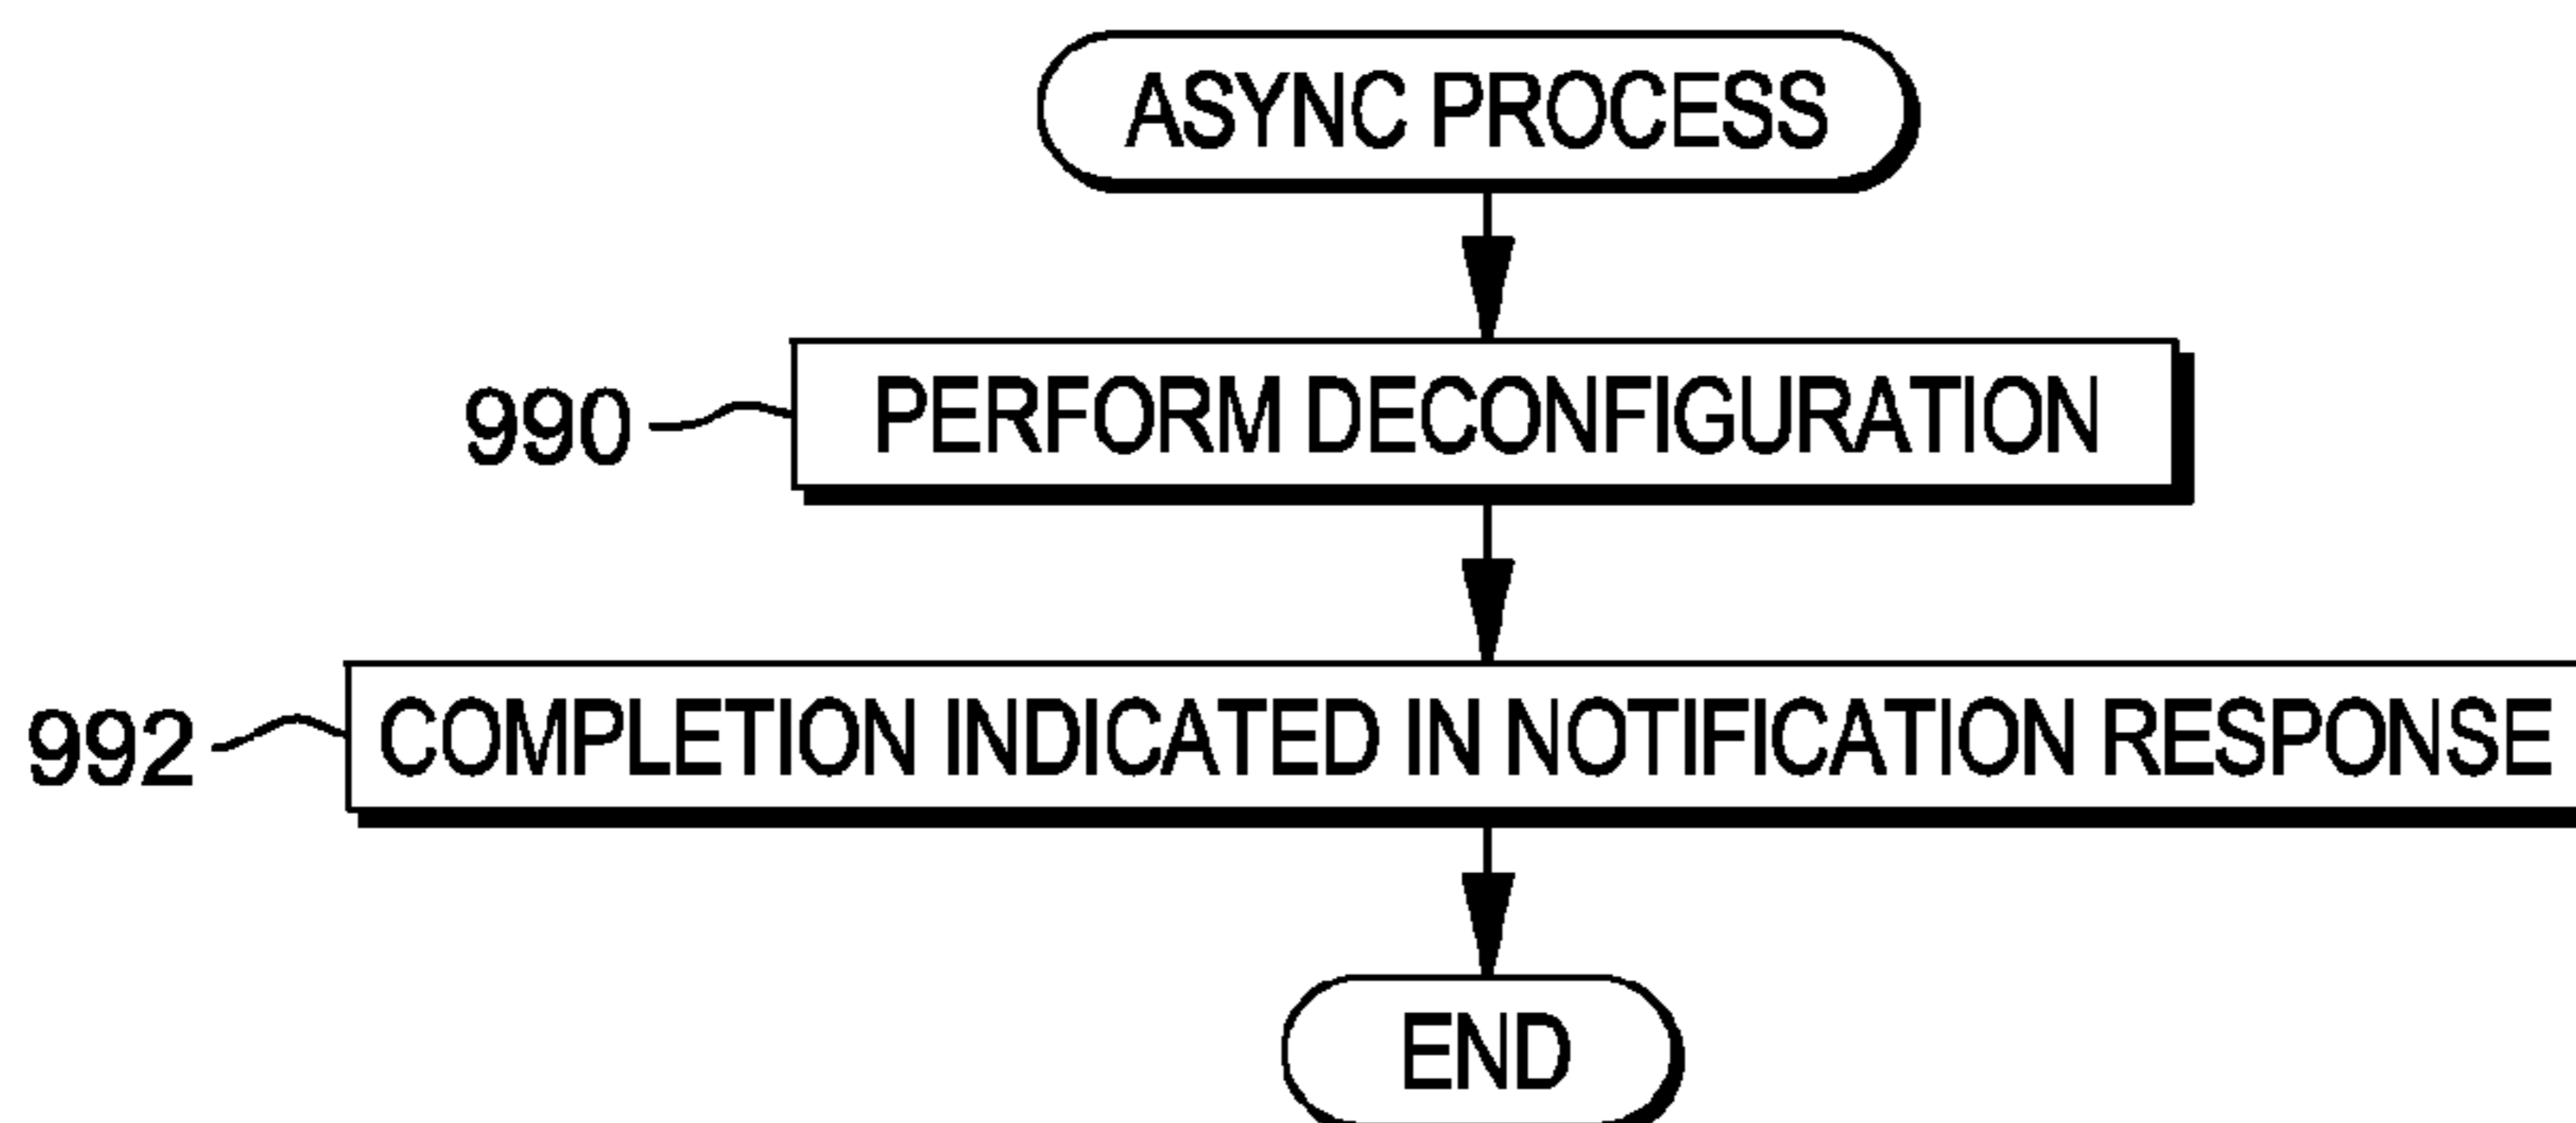 ASYNC PROCESS
990
PERFORM DECONFIGURATION
992
COMPLETION INDICATED IN NOTIFICATION RESPONSE
END